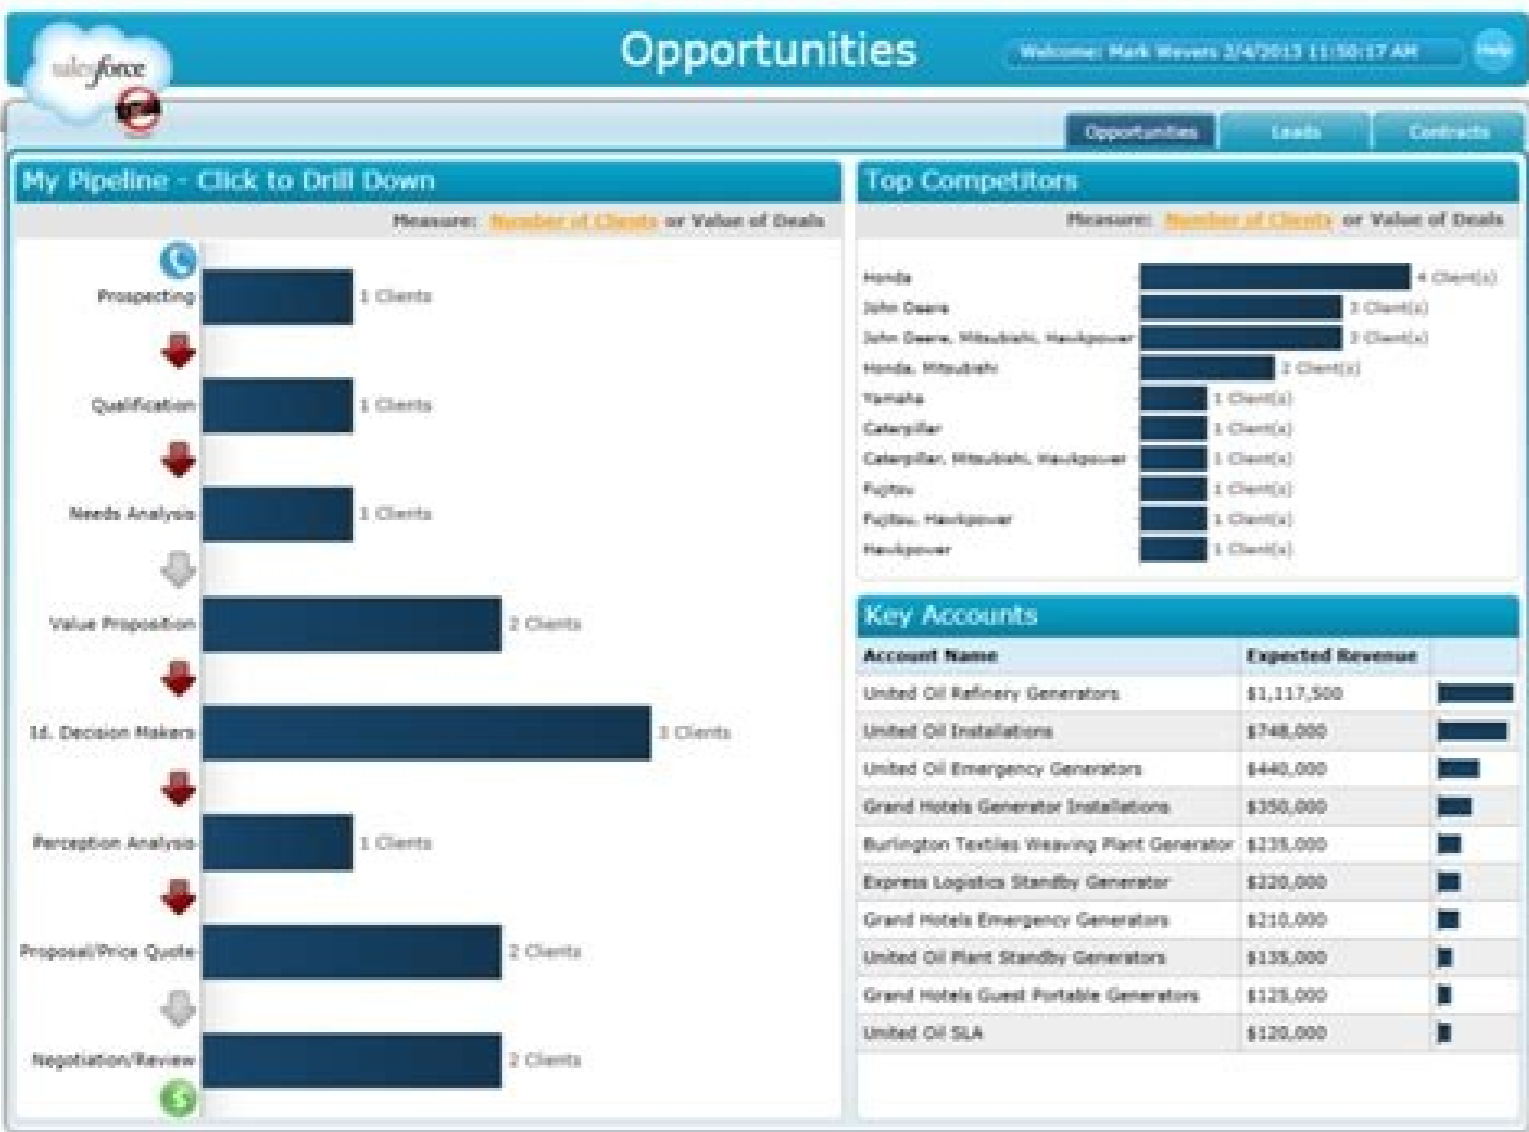 salesforce
Opportunities
Welcome: Mark Wevers 2/4/2013 11:50:17 AM
Help
Opportunities
Leads
Contracts
My Pipeline - Click to Drill Down
Measure: Number of Clients or Value of Deals
Prospecting 1 Clients
Qualification 1 Clients
Needs Analysis 1 Clients
Value Proposition 2 Clients
Id. Decision Makers 3 Clients
Perception Analysis 1 Clients
Proposal/Price Quote 2 Clients
Negotiation/Review 2 Clients
$
Top Competitors
Measure: Number of Clients or Value of Deals
Honda 4 Client(s)
John Deere 3 Client(s)
John Deere, Mitsubishi, Hawkpower 3 Client(s)
Honda, Mitsubishi 2 Client(s)
Yamaha 1 Client(s)
Caterpillar 1 Client(s)
Caterpillar, Mitsubishi, Hawkpower 1 Client(s)
Fujitsu 1 Client(s)
Fujitsu, Hawkpower 1 Client(s)
Hawkpower 1 Client(s)
Key Accounts
Account Name Expected Revenue
United Oil Refinery Generators $1,117,500
United Oil Installations $748,000
United Oil Emergency Generators $440,000
Grand Hotels Generator Installations $350,000
Burlington Textiles Weaving Plant Generator $235,000
Express Logistics Standby Generator $220,000
Grand Hotels Emergency Generators $210,000
United Oil Plant Standby Generators $135,000
Grand Hotels Guest Portable Generators $125,000
United Oil SLA $120,000